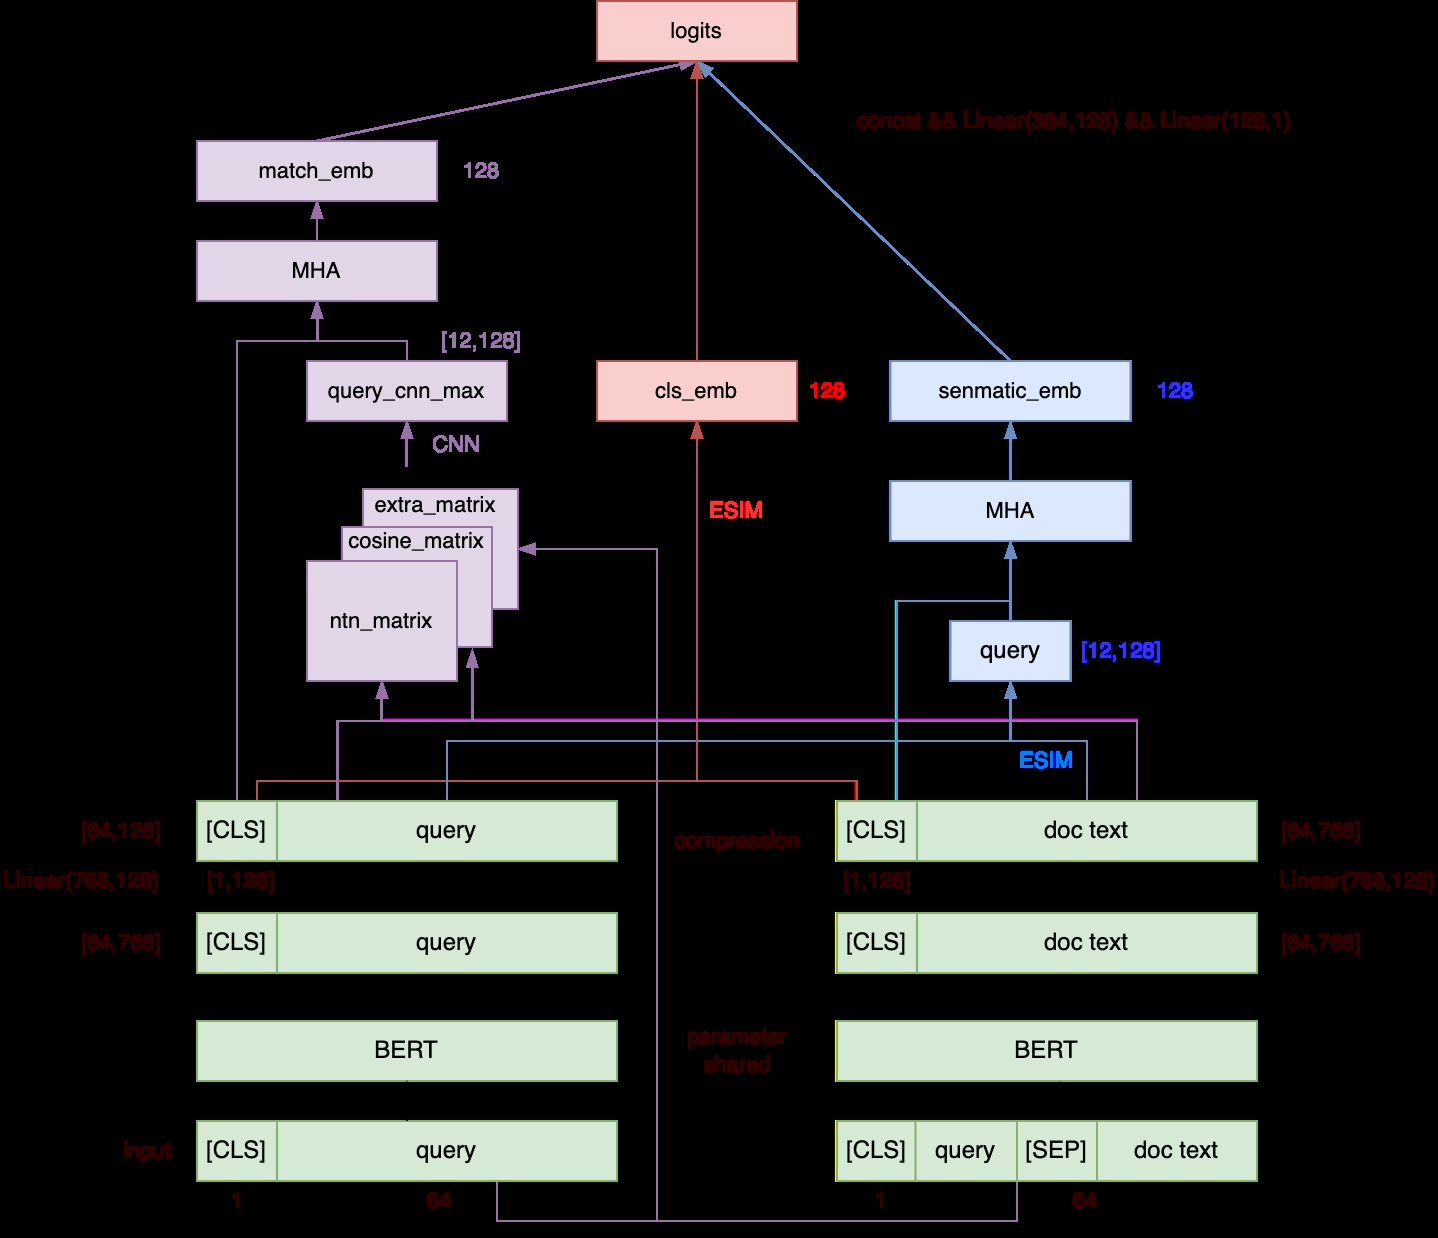 logits
concat && Linear(384,128) && Linear(128,1)
match_emb
128
MHA
[12,128]
query_cnn_max
cls_emb
128
senmatic_emb
128
CNN
extra_matrix
ESIM
MHA
cosine_matrix
ntn_matrix
query
[12,128]
ESIM
[64,128]
[CLS]
query
compression
[CLS]
doc text
[64,768]
Linear(768,128)
[1,128]
[1,128]
Linear(768,128)
[64,768]
[CLS]
query
[CLS]
doc text
[64,768]
BERT
parameter
shared
BERT
Input
[CLS]
query
[CLS]
query
[SEP]
doc text
1
64
1
64